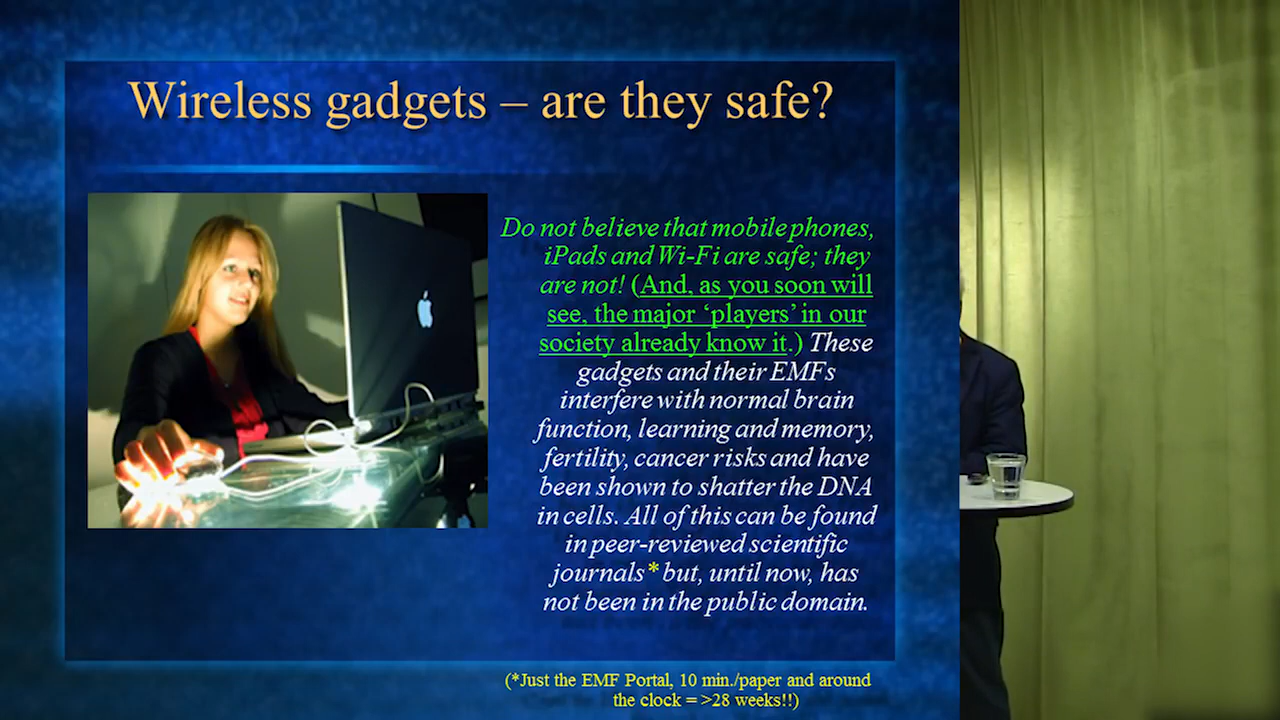 Wireless gadgets – are they safe?
Do not believe that mobile phones,
iPads and Wi-Fi are safe; they
are not! (And, as you soon will
see, the major ‘players’ in our
society already know it.) These
gadgets and their EMFs
interfere with normal brain
function, learning and memory,
fertility, cancer risks and have
been shown to shatter the DNA
in cells. All of this can be found
in peer-reviewed scientific
journals* but, until now, has
not been in the public domain.
(*Just the EMF Portal, 10 min./paper and around
the clock = >28 weeks!!)